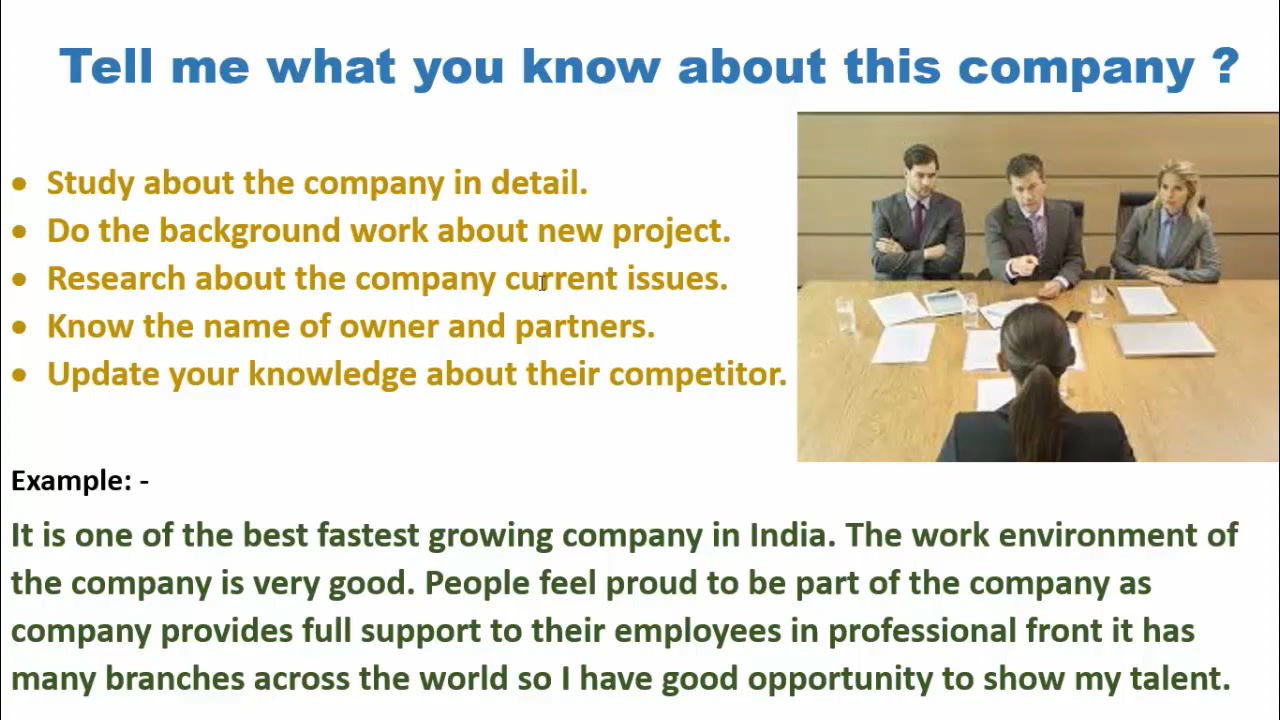 Tell me what you know about this company ?
• Study about the company in detail.
• Do the background work about new project.
• Research about the company current issues.
• Know the name of owner and partners.
• Update your knowledge about their competitor.
Example: -
It is one of the best fastest growing company in India. The work environment of
the company is very good. People feel proud to be part of the company as
company provides full support to their employees in professional front it has
many branches across the world so I have good opportunity to show my talent.